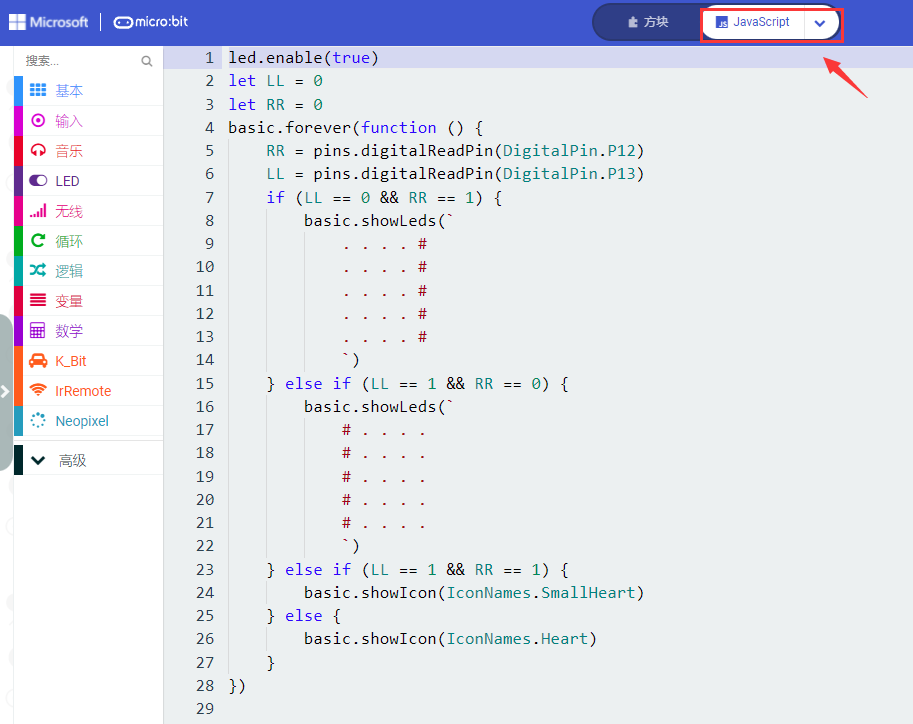 Microsoft micro:bit 方块 JavaScript
搜索...
基本
输入
音乐
LED
无线
循环
逻辑
变量
数学
K_Bit
IrRemote
Neopixel
高级
1 led.enable(true)
2 let LL = 0
3 let RR = 0
4 basic.forever(function () {
5     RR = pins.digitalReadPin(DigitalPin.P12)
6     LL = pins.digitalReadPin(DigitalPin.P13)
7     if (LL == 0 && RR == 1) {
8         basic.showLeds(`
9             . . . . #
10             . . . . #
11             . . . . #
12             . . . . #
13             . . . . #
14             `)
15     } else if (LL == 1 && RR == 0) {
16         basic.showLeds(`
17             # . . . .
18             # . . . .
19             # . . . .
20             # . . . .
21             # . . . .
22             `)
23     } else if (LL == 1 && RR == 1) {
24         basic.showIcon(IconNames.SmallHeart)
25     } else {
26         basic.showIcon(IconNames.Heart)
27     }
28 })
29